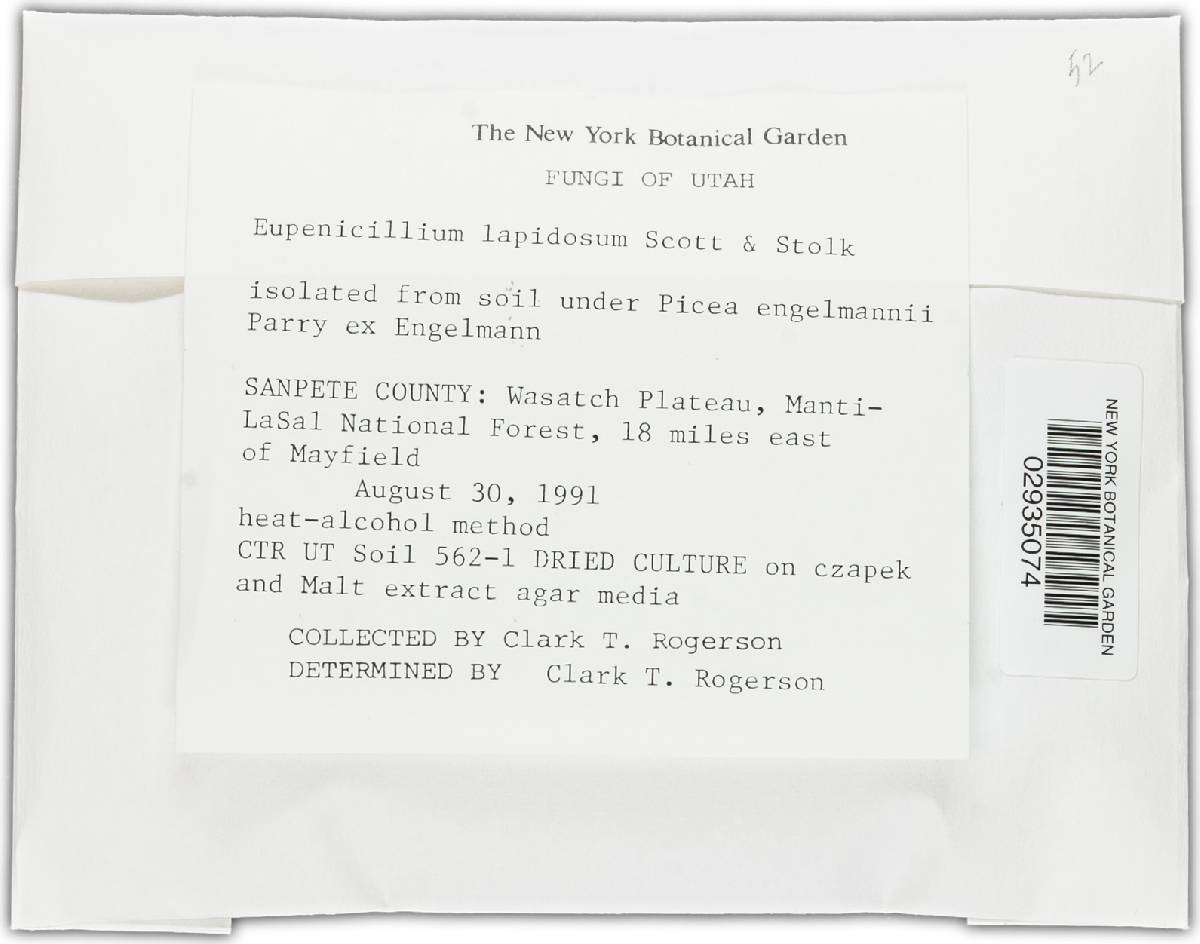 52
The New York Botanical Garden
FUNGI OF UTAH
Eupenicillium lapidosum Scott & Stolk
isolated from soil under Picea engelmannii
Parry ex Engelmann
SANPETE COUNTY: Wasatch Plateau, Manti-
LaSal National Forest, 18 miles east
of Mayfield
August 30, 1991
heat-alcohol method
CTR UT Soil 562-1 DRIED CULTURE on czapek
and Malt extract agar media
COLLECTED BY Clark T. Rogerson
DETERMINED BY Clark T. Rogerson
NEW YORK BOTANICAL GARDEN
02935074